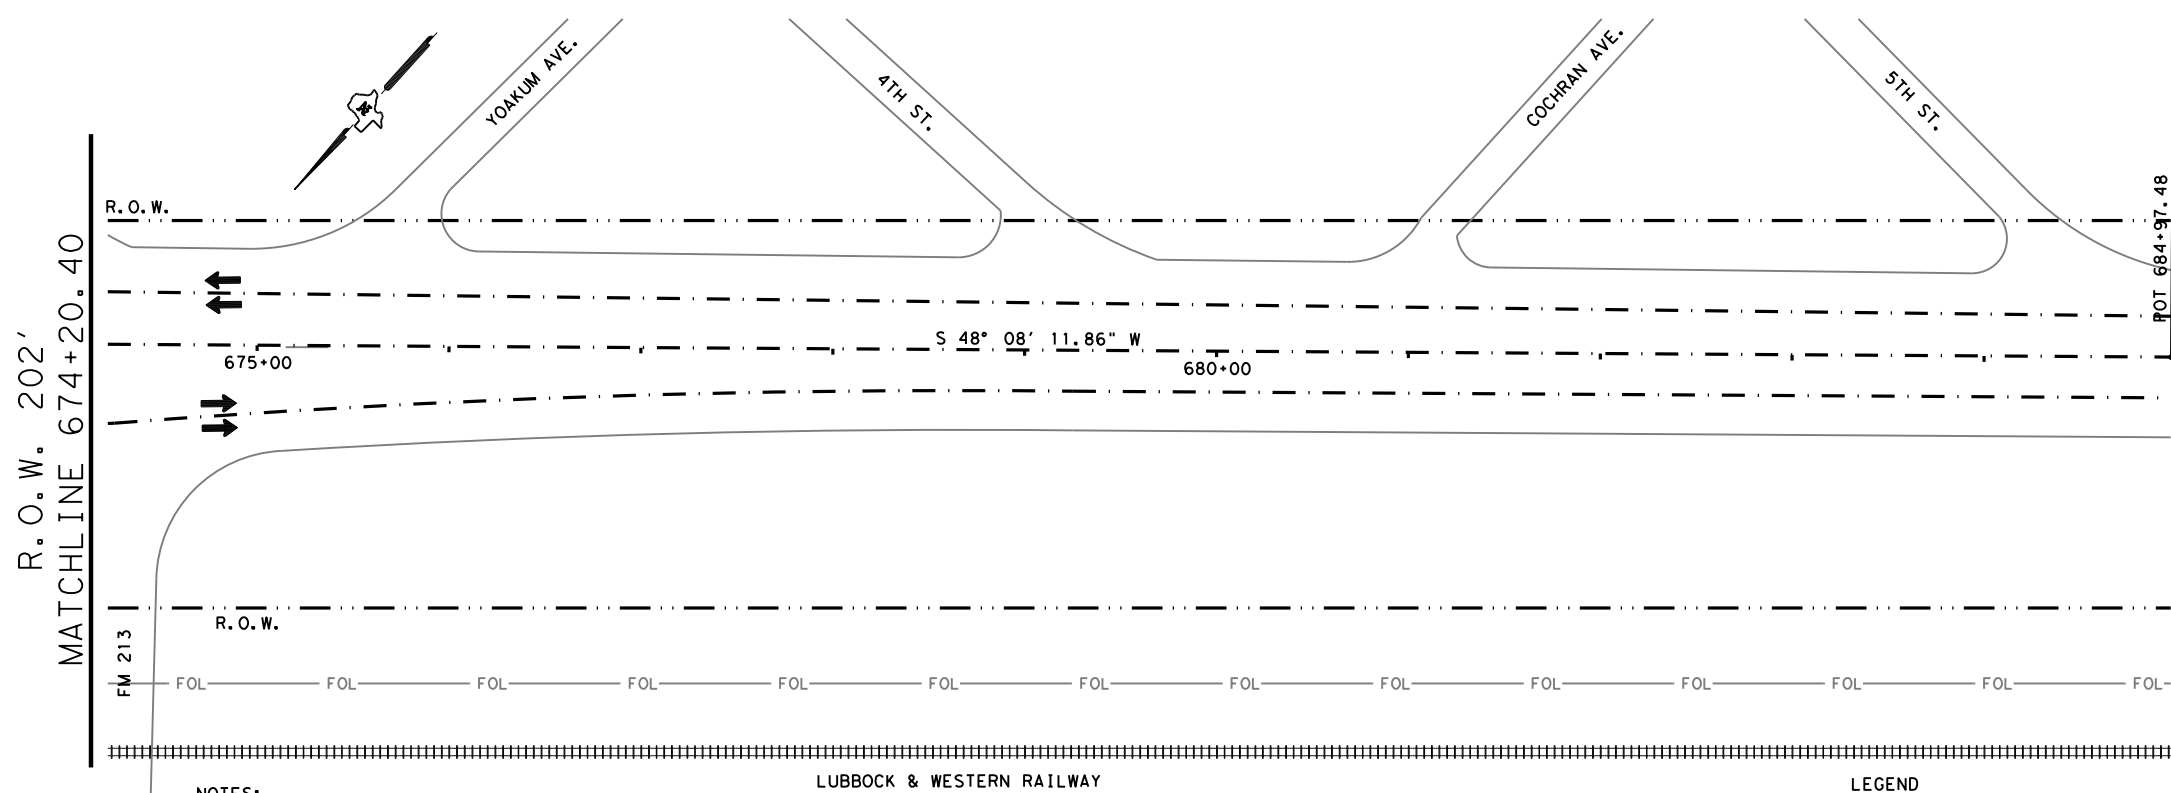 YOAKUM AVE.
4TH ST.
COCHRAN AVE.
5TH ST.
N
R.O.W.
POT 684+97.48
R.O.W. 202'
MATCHLINE 674+20.40
S 48° 08' 11.86" W
675+00
680+00
R.O.W.
FM 213
FOL FOL FOL FOL FOL FOL FOL FOL FOL FOL FOL FOL FOL FOL
LUBBOCK & WESTERN RAILWAY
LEGEND
NOTES: